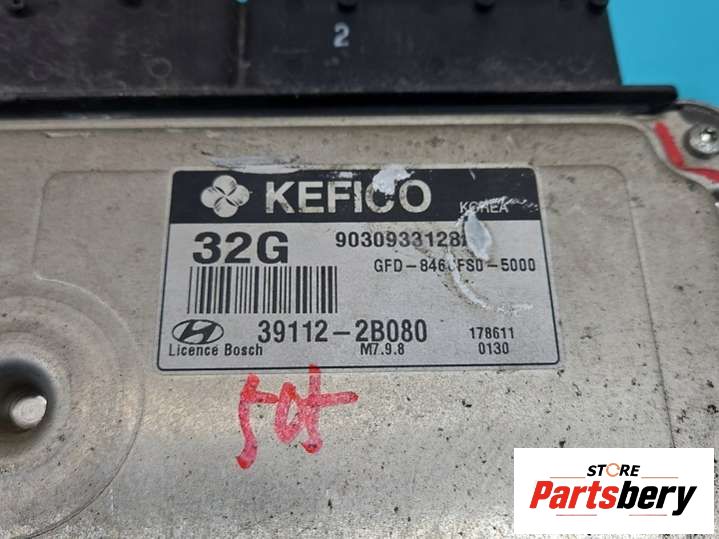 2
KEFICO
KOREA
32G
9030933128
GFD-846 FS0-5000
39112-2B080
178611
Licence Bosch
M7.9.8
0130
505
STORE
Partsbery